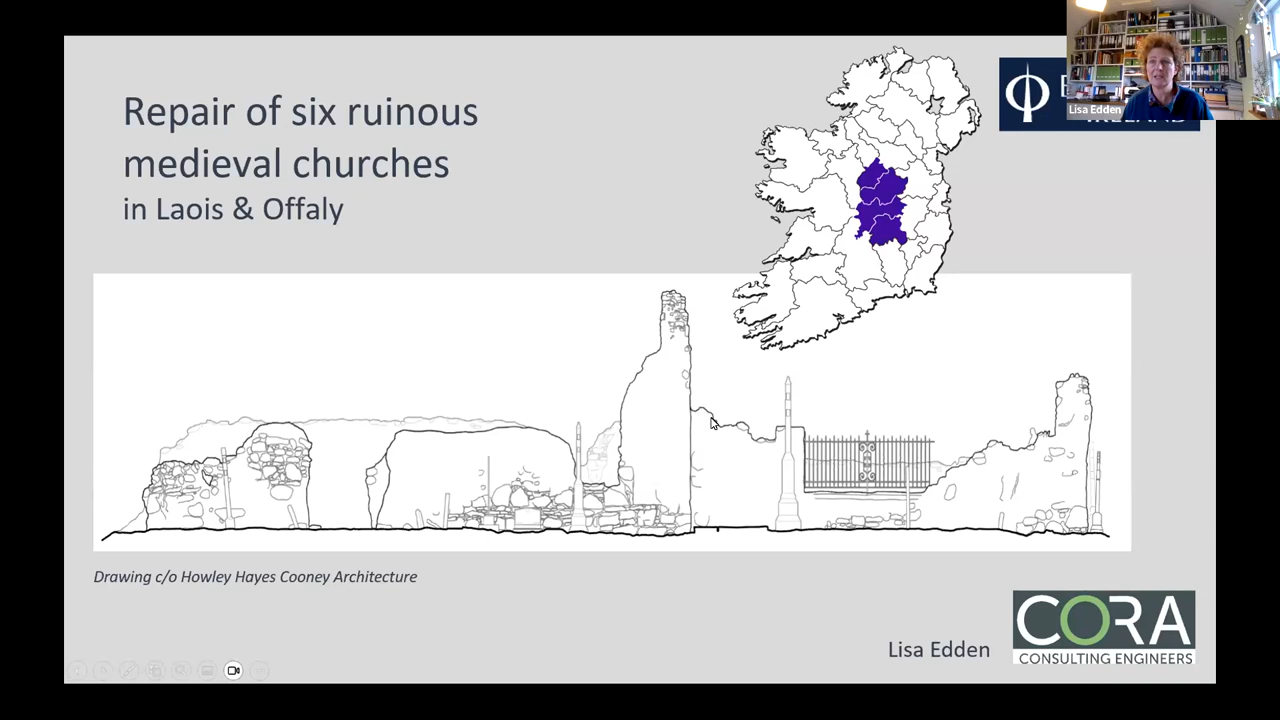 Repair of six ruinous
medieval churches
in Laois & Offaly
Lisa Edden
Drawing c/o Howley Hayes Cooney Architecture
Lisa Edden
CORA
CONSULTING ENGINEERS